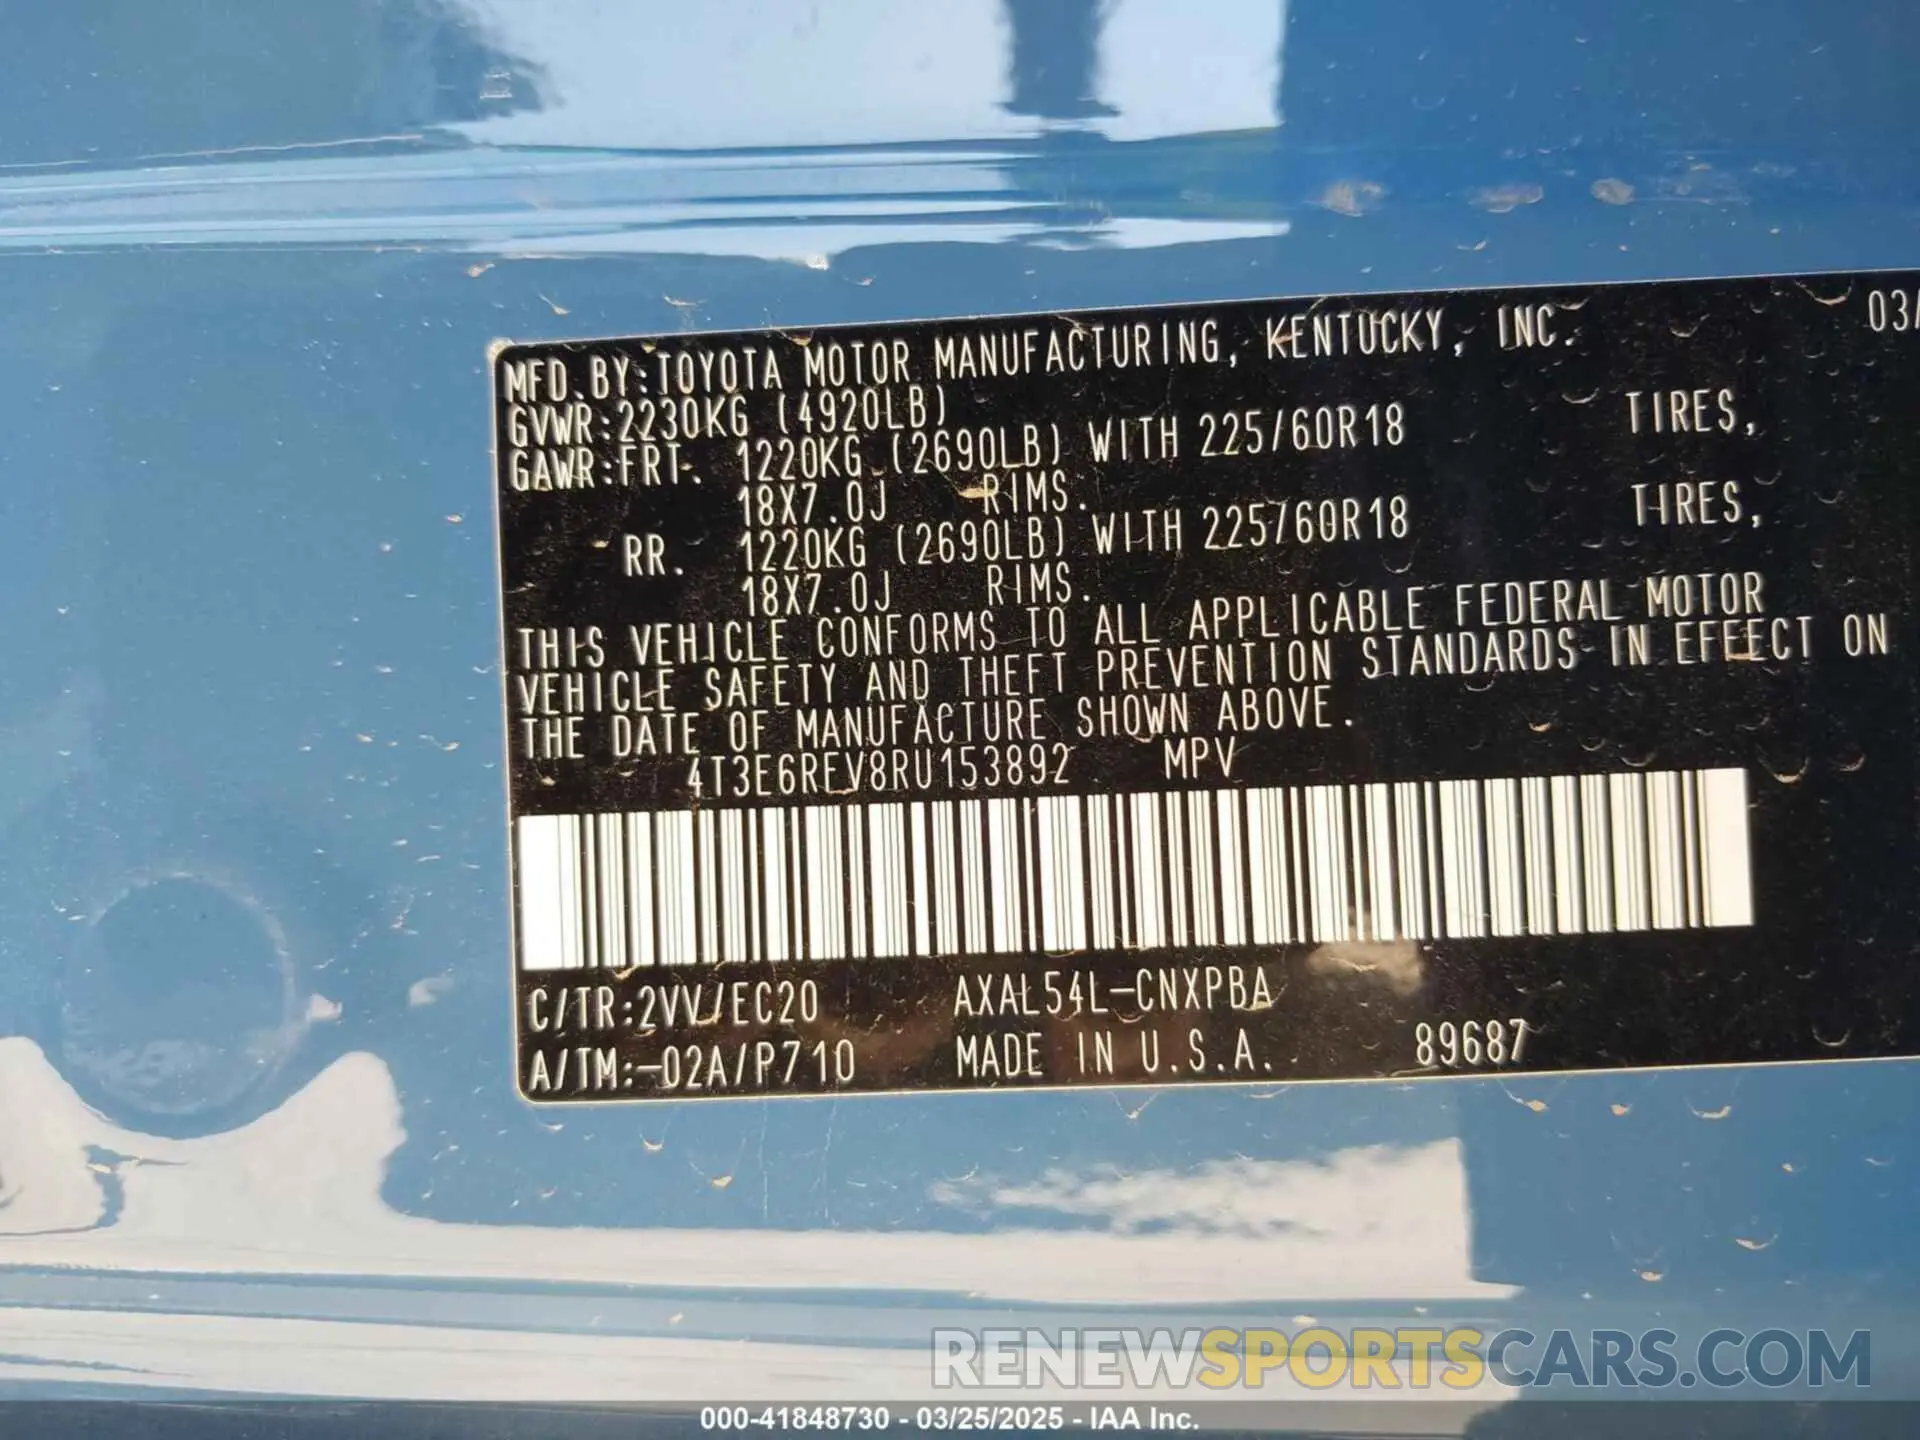 MFD. BY:TOYOTA MOTOR MANUFACTURING, KENTUCKY, INC. 03/
GVWR:2230KG (4920LB)
GAWR:FRT. 1220KG (2690LB) WITH 225/60R18 TIRES,
18X7.0J RIMS.
RR. 1220KG (2690LB) WITH 225/60R18 TIRES,
18X7.0J RIMS.
THIS VEHICLE CONFORMS TO ALL APPLICABLE FEDERAL MOTOR
VEHICLE SAFETY AND THEFT PREVENTION STANDARDS IN EFFECT ON
THE DATE OF MANUFACTURE SHOWN ABOVE.
4T3E6RFV8RU153892 MPV
C/TR:2VV/EC20 AXAL54L-CNXPBA
A/TM:-02A/P710 MADE IN U.S.A. 89687
RENEWSPORTSCARS.COM
000-41848730 - 03/25/2025 - IAA Inc.